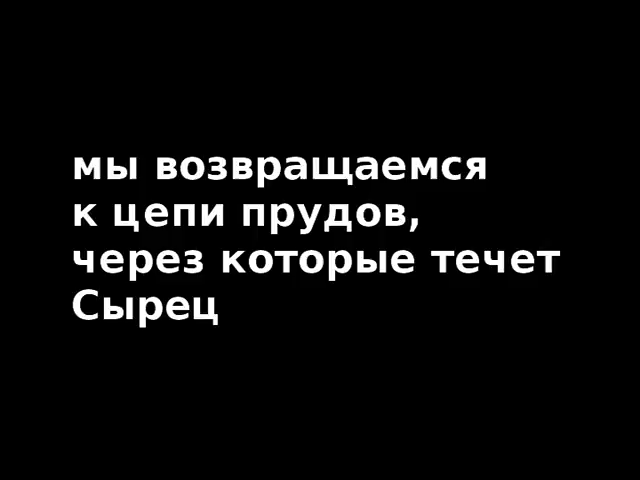 мы возвращаемся
к цепи прудов,
через которые течет
Сырец